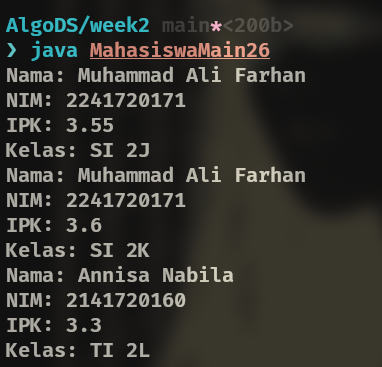 AlgoDS/week2 main*<200b>
❯ java MahasiswaMain26
Nama: Muhammad Ali Farhan
NIM: 2241720171
IPK: 3.55
Kelas: SI 2J
Nama: Muhammad Ali Farhan
NIM: 2241720171
IPK: 3.6
Kelas: SI 2K
Nama: Annisa Nabila
NIM: 2141720160
IPK: 3.3
Kelas: TI 2L